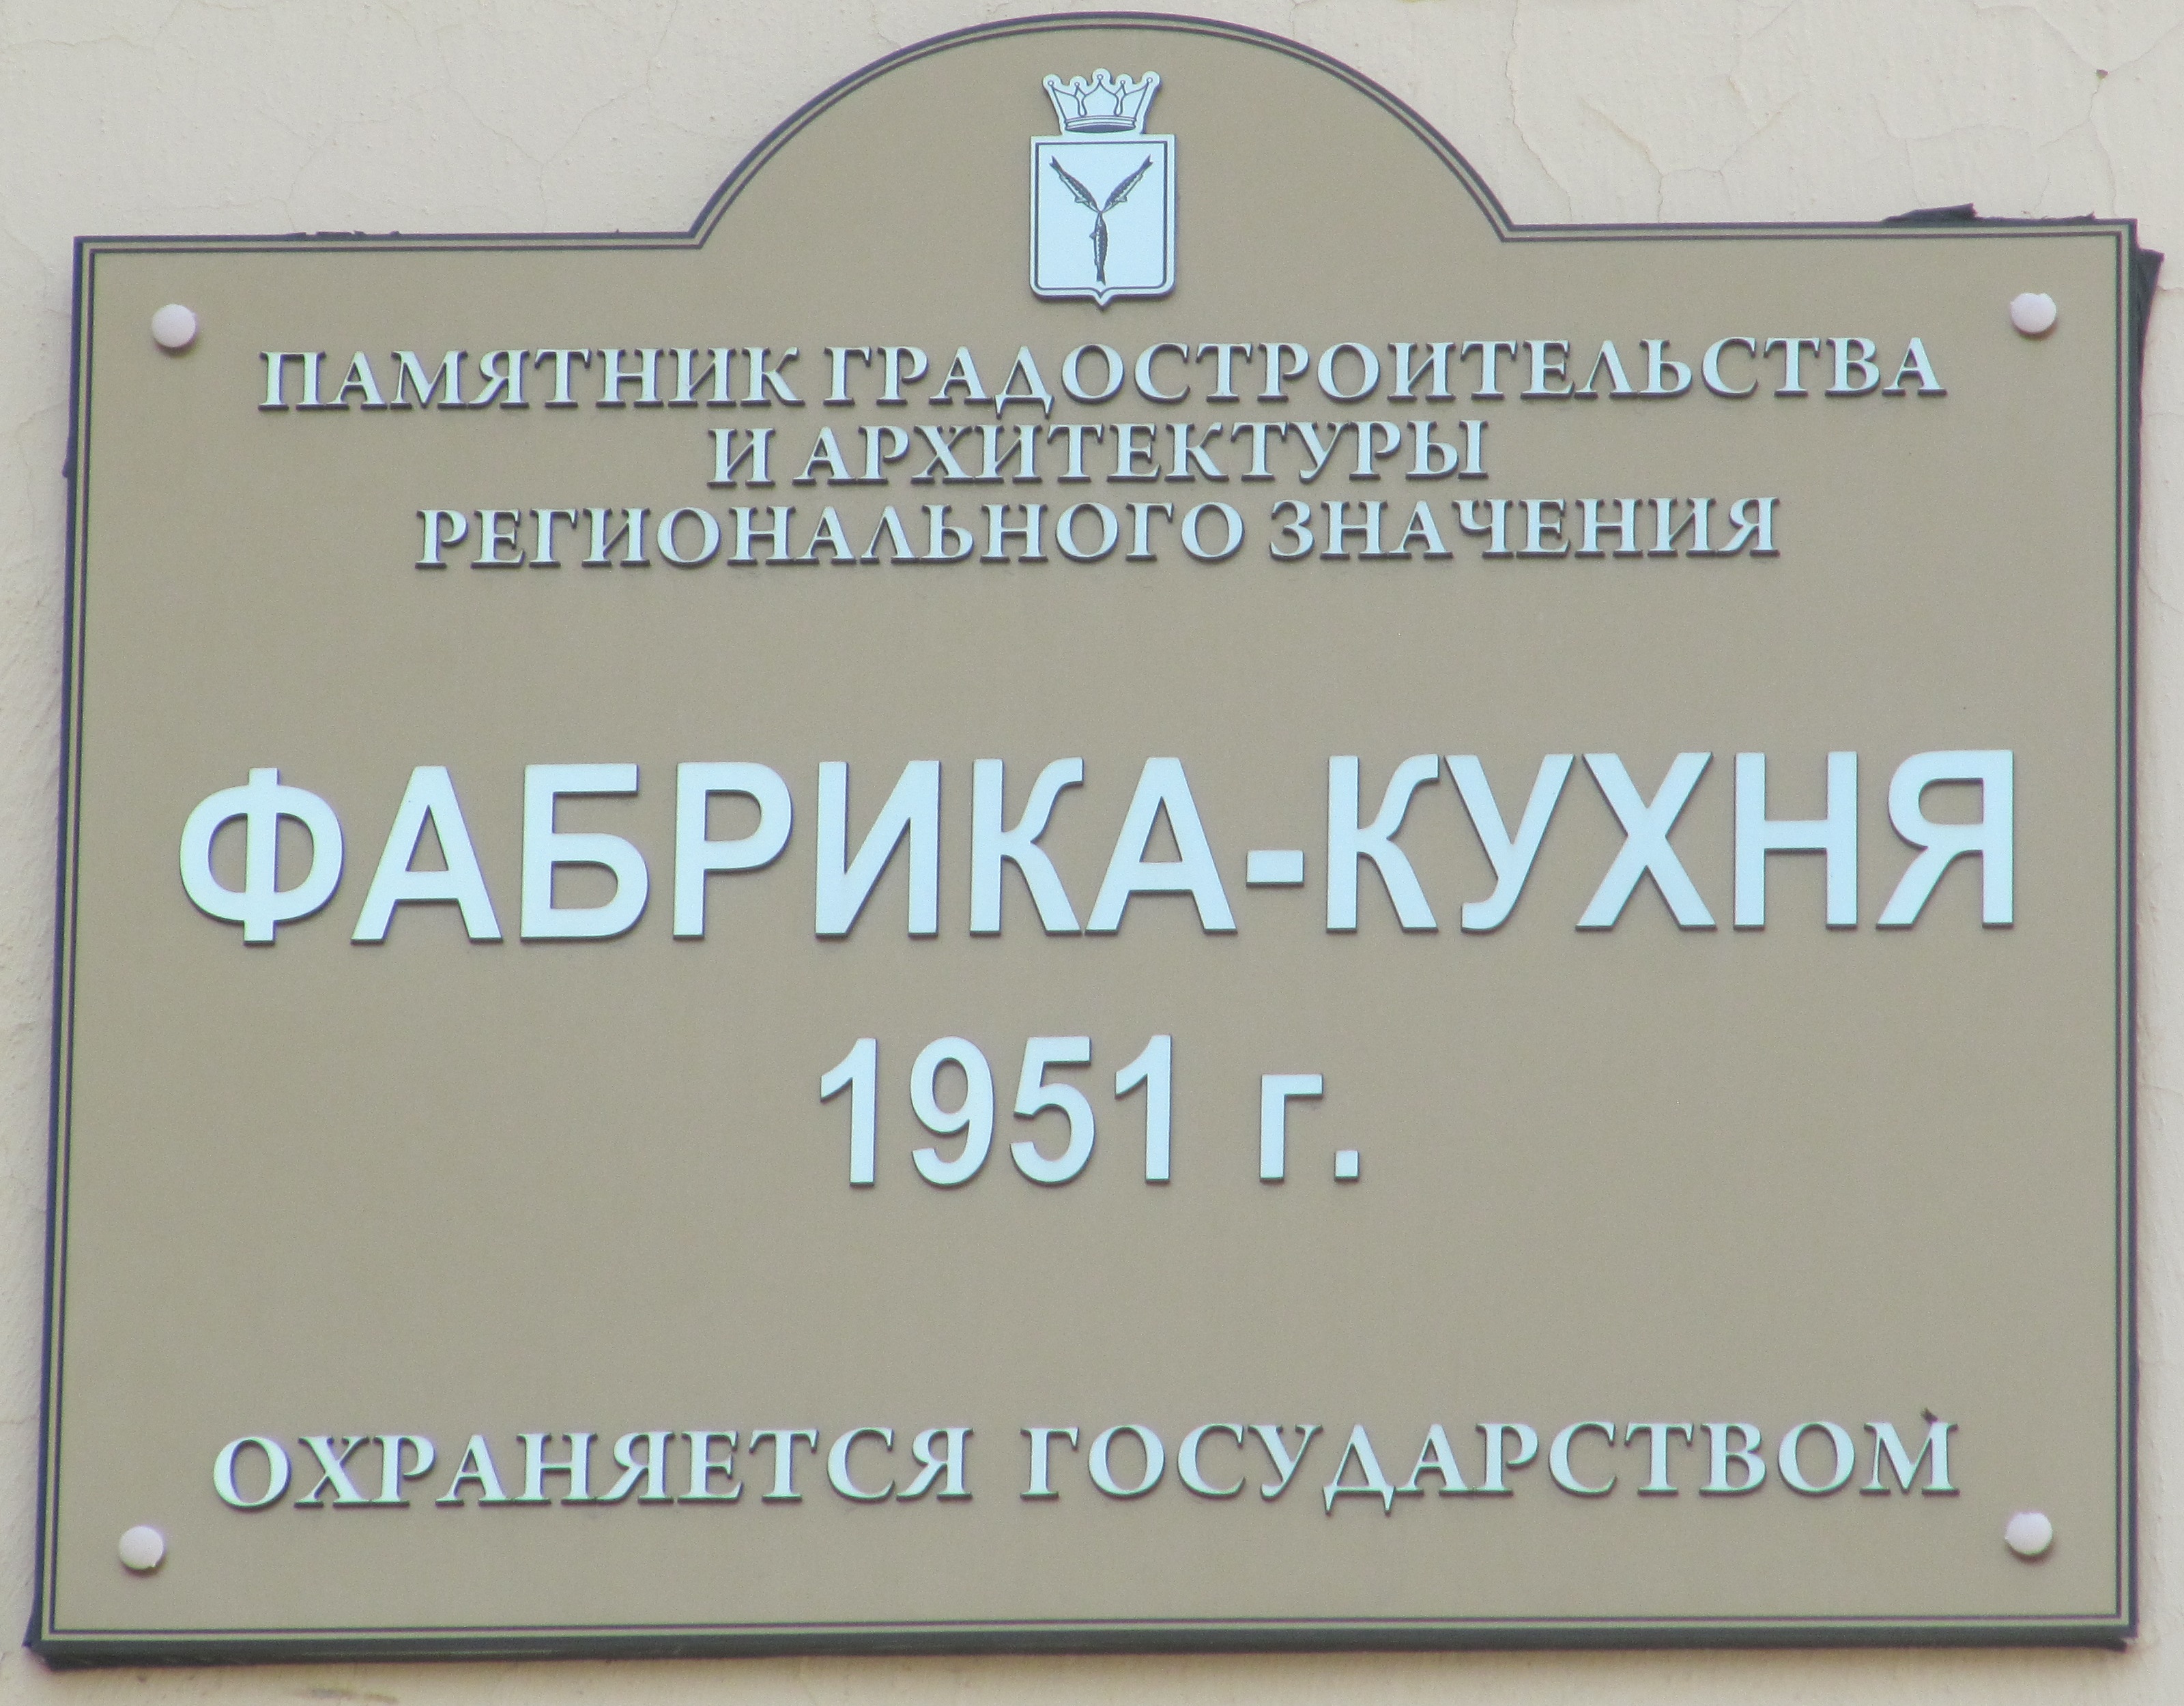 ПАМЯТНИК ГРАДОСТРОИТЕЛЬСТВА
И АРХИТЕКТУРЫ
РЕГИОНАЛЬНОГО ЗНАЧЕНИЯ
ФАБРИКА-КУХНЯ
1951 г.
ОХРАНЯЕТСЯ ГОСУДАРСТВОМ